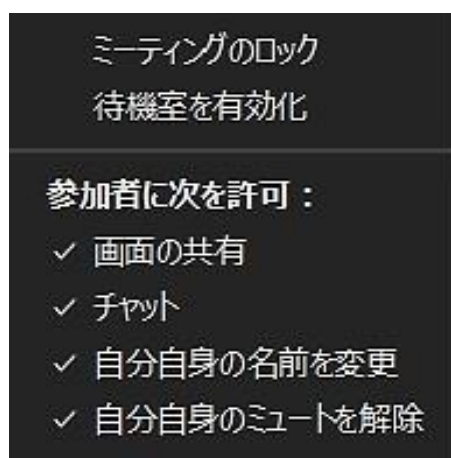 ミーティングのロック
待機室を有効化
参加者に次を許可：
✓ 画面の共有
✓ チャット
✓ 自分自身の名前を変更
✓ 自分自身のミュートを解除